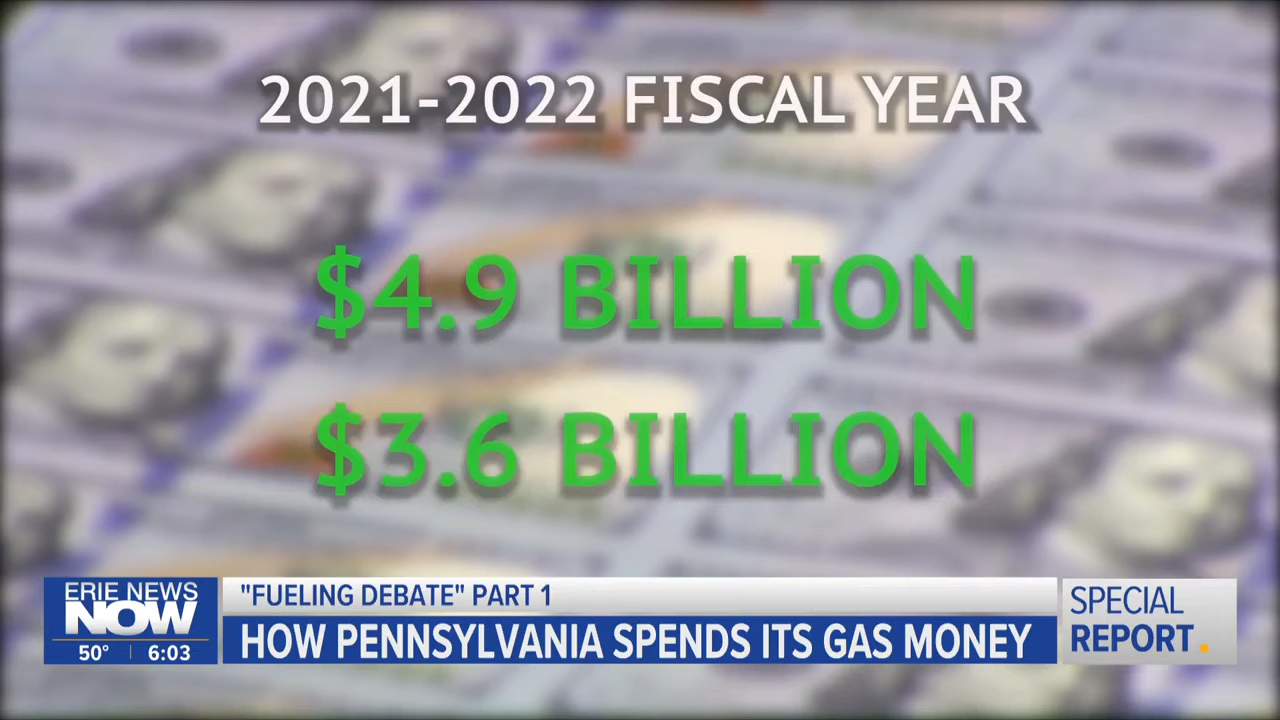 2021-2022 FISCAL YEAR
$4.9 BILLION
$3.6 BILLION
ERIE NEWS
NOW
50° | 6:03
"FUELING DEBATE" PART 1
HOW PENNSYLVANIA SPENDS ITS GAS MONEY
SPECIAL
REPORT.